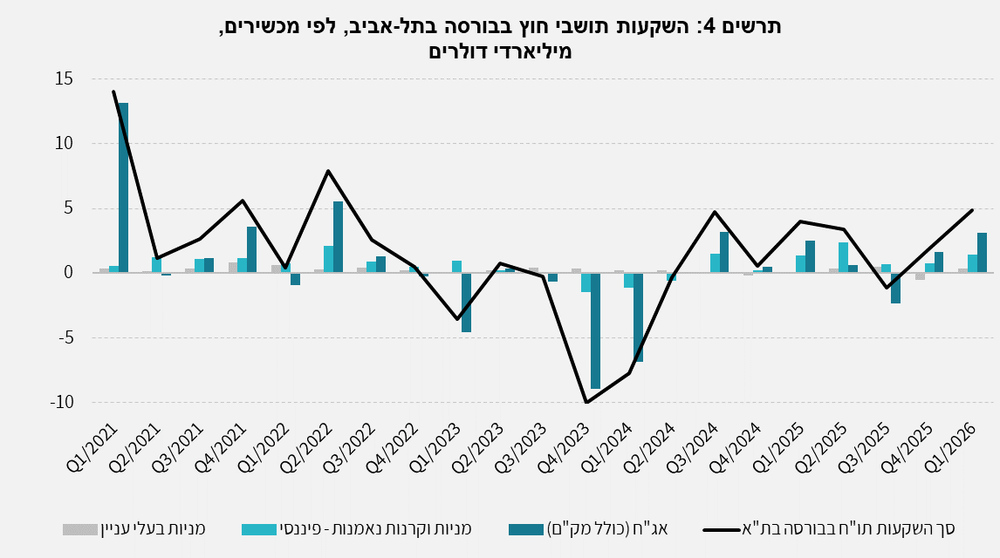 תרשים 4: השקעות תושבי חוץ בבורסה בתל-אביב, לפי מכשירים,
מיליארדי דולרים
15
10
5
0
-5
-10
Q1/2021
Q2/2021
Q3/2021
Q4/2021
Q1/2022
Q2/2022
Q3/2022
Q4/2022
Q1/2023
Q2/2023
Q3/2023
Q4/2023
Q1/2024
Q2/2024
Q3/2024
Q4/2024
Q1/2025
Q2/2025
Q3/2025
Q4/2025
Q1/2026
סך השקעות תו"ח בבורסה בת"א
אג"ח (כולל מק"ם)
מניות וקרנות נאמנות - פיננסי
מניות בעלי עניין